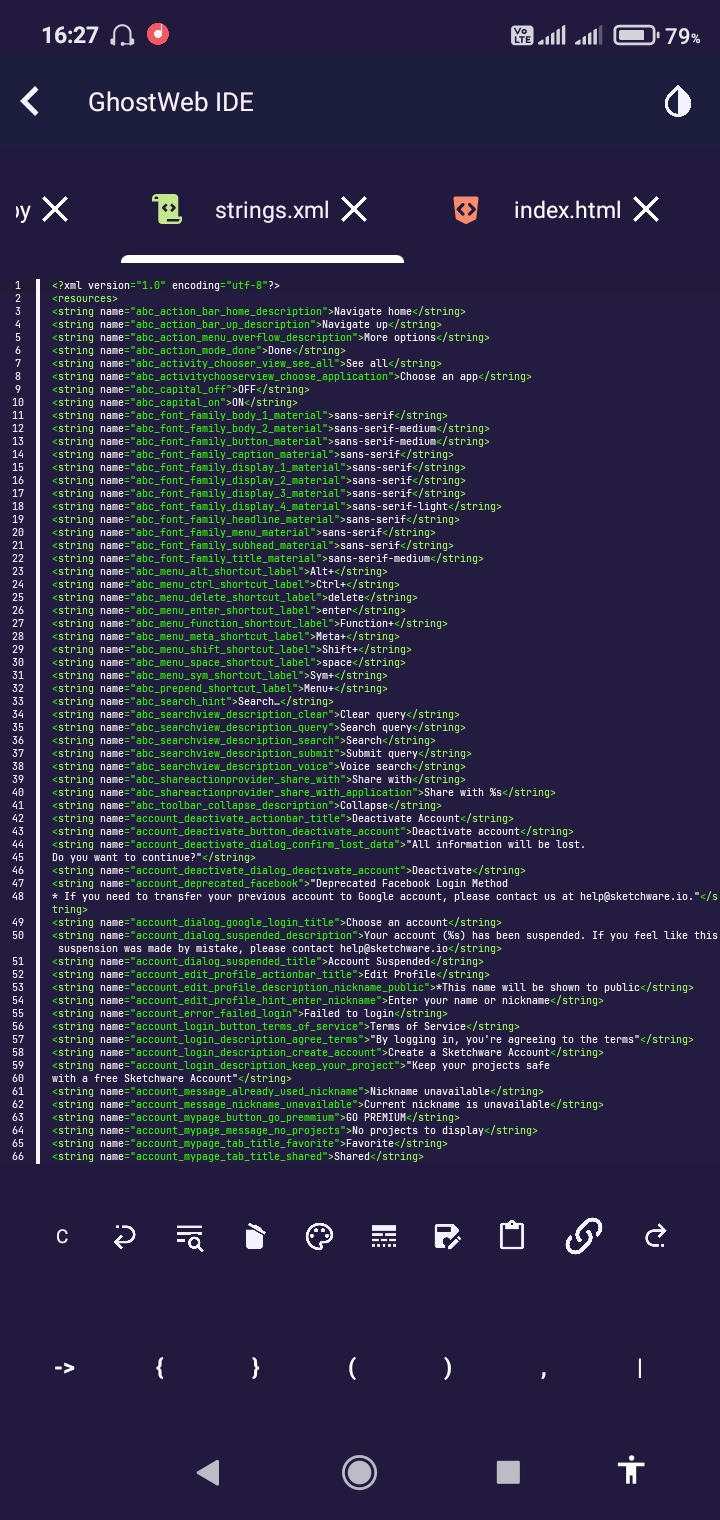 16:27 Vo LTE 79%
GhostWeb IDE
py strings.xml index.html
1 <?xml version="1.0" encoding="utf-8"?>
2 <resources>
3 <string name="abc_action_bar_home_description">Navigate home</string>
4 <string name="abc_action_bar_up_description">Navigate up</string>
5 <string name="abc_action_menu_overflow_description">More options</string>
6 <string name="abc_action_mode_done">Done</string>
7 <string name="abc_activity_chooser_view_see_all">See all</string>
8 <string name="abc_activitychooserview_choose_application">Choose an app</string>
9 <string name="abc_capital_off">OFF</string>
10 <string name="abc_capital_on">ON</string>
11 <string name="abc_font_family_body_1_material">sans-serif</string>
12 <string name="abc_font_family_body_2_material">sans-serif-medium</string>
13 <string name="abc_font_family_button_material">sans-serif-medium</string>
14 <string name="abc_font_family_caption_material">sans-serif</string>
15 <string name="abc_font_family_display_1_material">sans-serif</string>
16 <string name="abc_font_family_display_2_material">sans-serif</string>
17 <string name="abc_font_family_display_3_material">sans-serif</string>
18 <string name="abc_font_family_display_4_material">sans-serif-light</string>
19 <string name="abc_font_family_headline_material">sans-serif</string>
20 <string name="abc_font_family_menu_material">sans-serif</string>
21 <string name="abc_font_family_subhead_material">sans-serif</string>
22 <string name="abc_font_family_title_material">sans-serif-medium</string>
23 <string name="abc_menu_alt_shortcut_label">Alt+</string>
24 <string name="abc_menu_ctrl_shortcut_label">Ctrl+</string>
25 <string name="abc_menu_delete_shortcut_label">delete</string>
26 <string name="abc_menu_enter_shortcut_label">enter</string>
27 <string name="abc_menu_function_shortcut_label">Function+</string>
28 <string name="abc_menu_meta_shortcut_label">Meta+</string>
29 <string name="abc_menu_shift_shortcut_label">Shift+</string>
30 <string name="abc_menu_space_shortcut_label">space</string>
31 <string name="abc_menu_sym_shortcut_label">Sym+</string>
32 <string name="abc_prepend_shortcut_label">Menu+</string>
33 <string name="abc_search_hint">Search…</string>
34 <string name="abc_searchview_description_clear">Clear query</string>
35 <string name="abc_searchview_description_query">Search query</string>
36 <string name="abc_searchview_description_search">Search</string>
37 <string name="abc_searchview_description_submit">Submit query</string>
38 <string name="abc_searchview_description_voice">Voice search</string>
39 <string name="abc_shareactionprovider_share_with">Share with</string>
40 <string name="abc_shareactionprovider_share_with_application">Share with %s</string>
41 <string name="abc_toolbar_collapse_description">Collapse</string>
42 <string name="account_deactivate_actionbar_title">Deactivate Account</string>
43 <string name="account_deactivate_button_deactivate_account">Deactivate account</string>
44 <string name="account_deactivate_dialog_confirm_lost_data">"All information will be lost.
45 Do you want to continue?"</string>
46 <string name="account_deactivate_dialog_deactivate">Deactivate</string>
47 <string name="account_deprecated_facebook">"Deprecated Facebook Login Method
48 * If you need to transfer your previous account to Google account, please contact us at help@sketchware.io."</s
tring>
49 <string name="account_dialog_google_login_title">Choose an account</string>
50 <string name="account_dialog_suspended_description">Your account (%s) has been suspended. If you feel like this
suspension was made by mistake, please contact help@sketchware.io</string>
51 <string name="account_dialog_suspended_title">Account Suspended</string>
52 <string name="account_edit_profile_actionbar_title">Edit Profile</string>
53 <string name="account_edit_profile_description_nickname_public">*This name will be shown to public</string>
54 <string name="account_edit_profile_hint_enter_nickname">Enter your name or nickname</string>
55 <string name="account_error_failed_login">Failed to login</string>
56 <string name="account_login_button_terms_of_service">Terms of Service</string>
57 <string name="account_login_description_agree_terms">"By logging in, you're agreeing to the terms"</string>
58 <string name="account_login_description_create_account">Create a Sketchware Account</string>
59 <string name="account_login_description_keep_your_project">"Keep your projects safe
60 with a free Sketchware Account"</string>
61 <string name="account_message_already_used_nickname">Nickname unavailable</string>
62 <string name="account_message_nickname_unavailable">Current nickname is unavailable</string>
63 <string name="account_mypage_button_go_premmium">GO PREMIUM</string>
64 <string name="account_mypage_message_no_projects">No projects to display</string>
65 <string name="account_mypage_tab_title_favorite">Favorite</string>
66 <string name="account_mypage_tab_title_shared">Shared</string>
C
-> { } ( ) , |